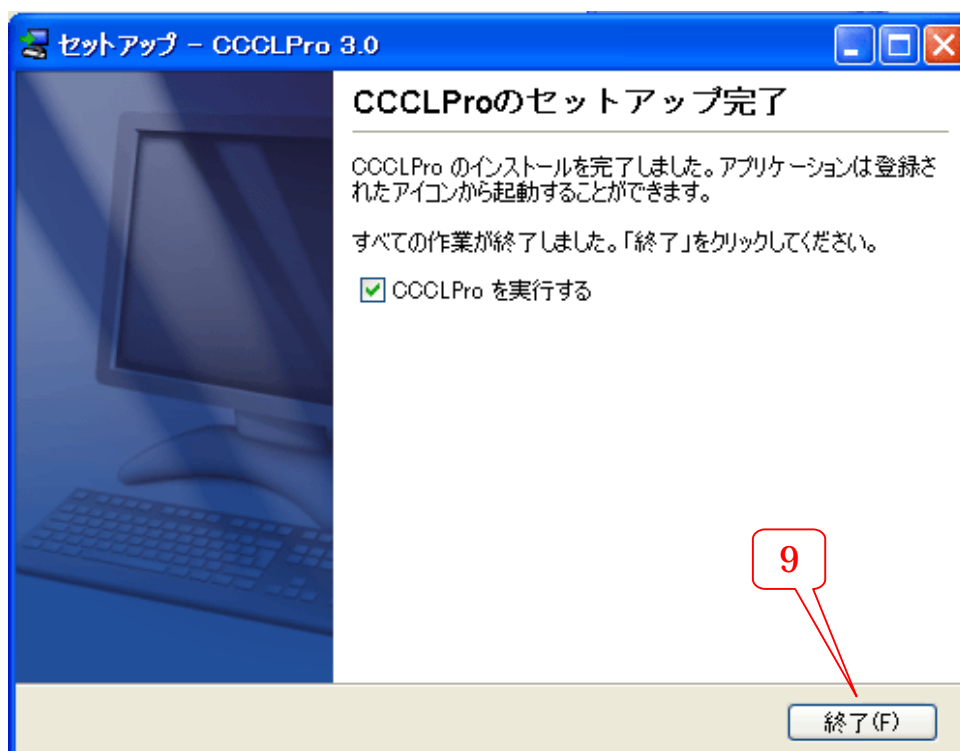 セットアップ - CCCLPro 3.0
CCCLProのセットアップ完了
CCCLPro のインストールを完了しました。アプリケーションは登録さ
れたアイコンから起動することができます。
すべての作業が終了しました。「終了」をクリックしてください。
CCCLPro を実行する
9
終了(F)